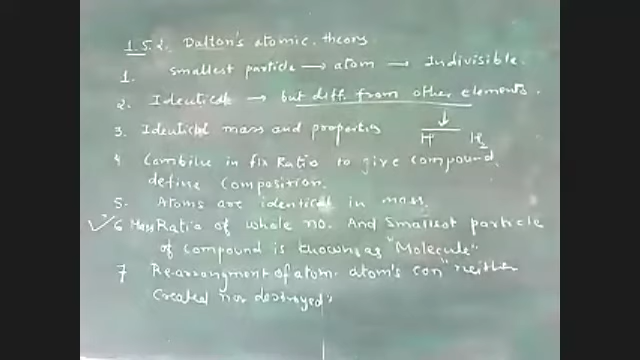 1.5.2. Dalton's atomic. theory
1. Smallest particle → atom → Indivisible.
2. Identical → but diff. from other elements.
3. Identical mass and properties
H H2
4 Combine in fix Ratio to give compound.
define composition.
5. Atoms are identical in mass.
✓6 Mass Ratio of whole no. And Smallest particle
of compound is known as "Molecule"
7 Re-arrangment of atom. atom's can "neither
created nor destroyed"